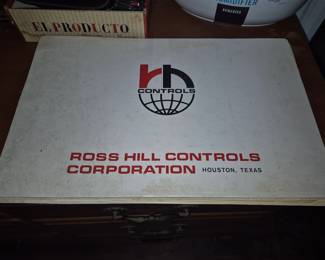 EL PRODUCTO
HUMIDIFIER
rh
CONTROLS
ROSS HILL CONTROLS
CORPORATION HOUSTON, TEXAS